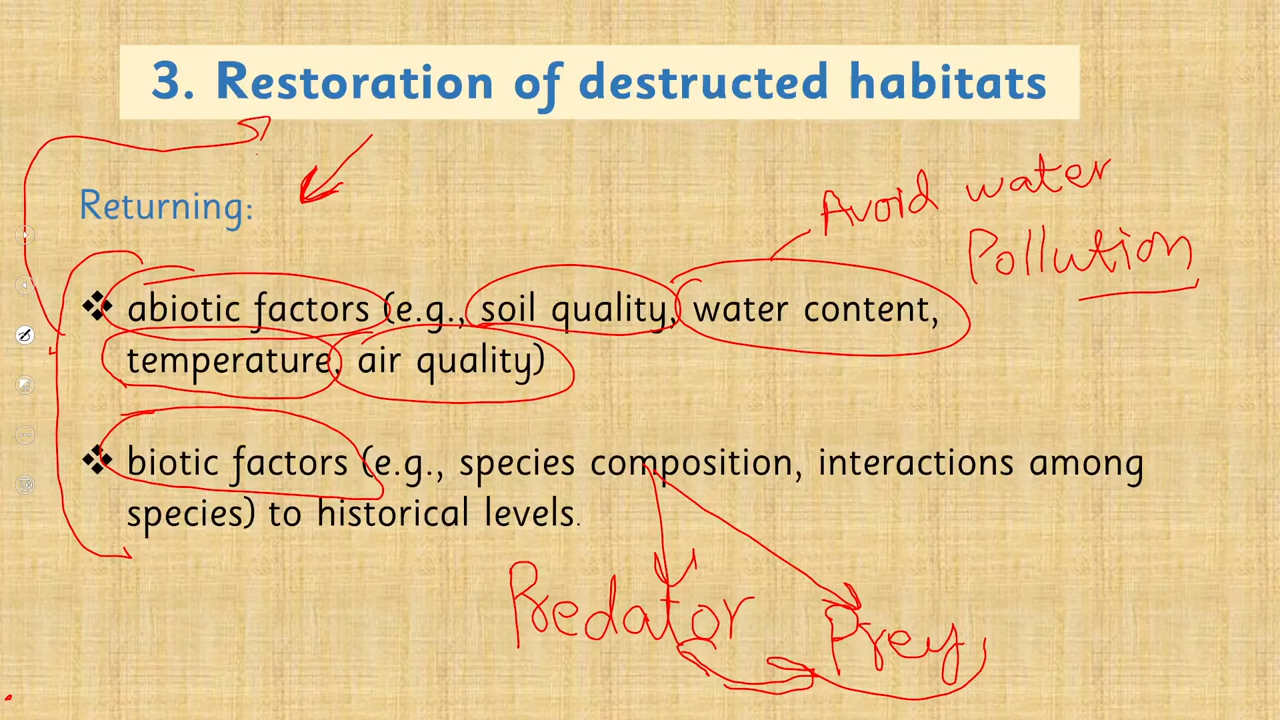 3. Restoration of destructed habitats
Returning:
Avoid water
Pollution
❖ abiotic factors (e.g., soil quality, water content,
temperature, air quality)
❖ biotic factors (e.g., species composition, interactions among
species) to historical levels.
Predator Prey